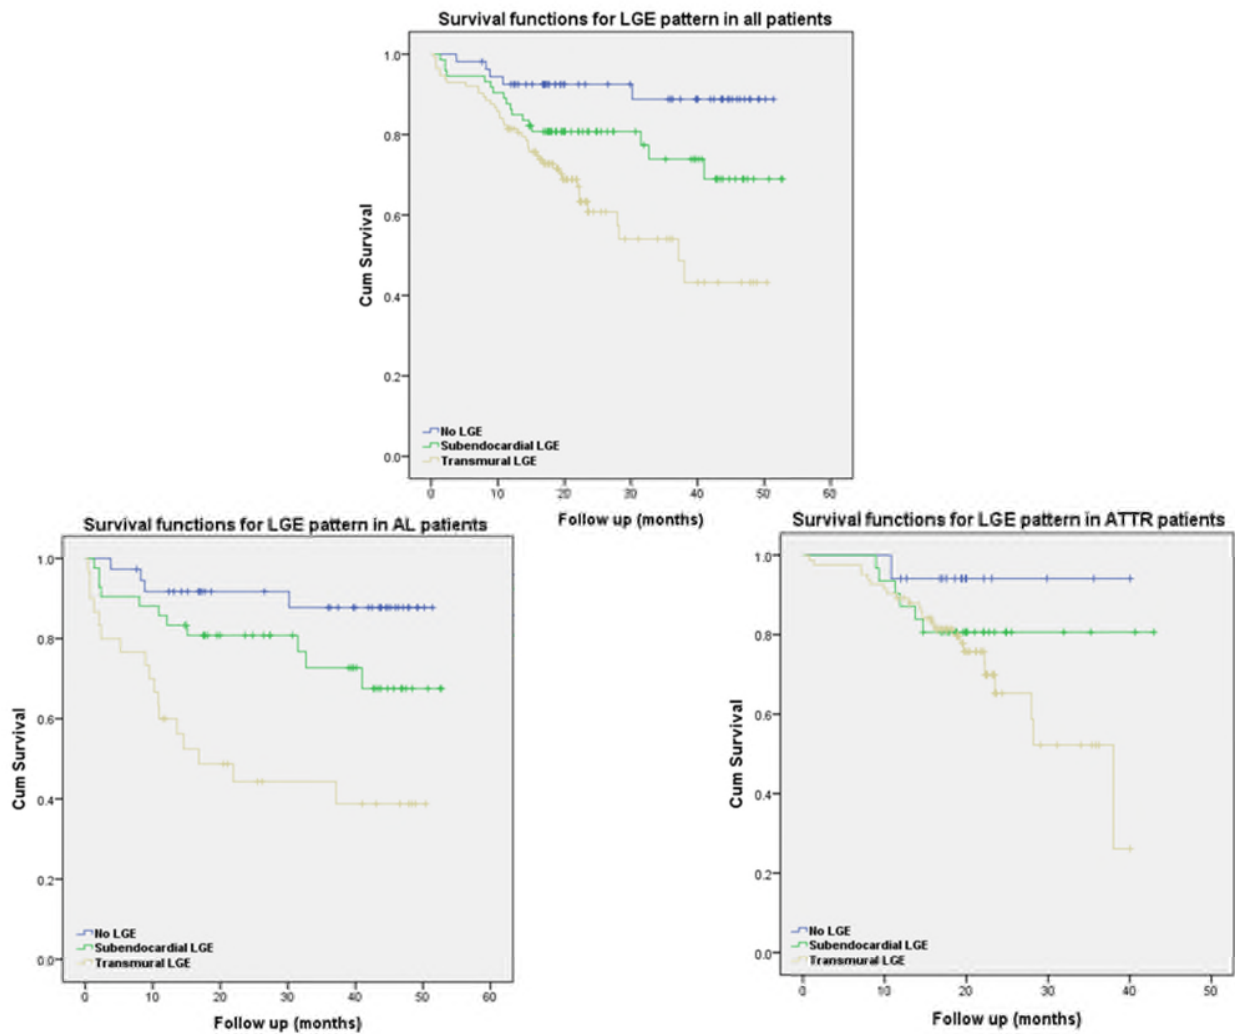 Survival functions for LGE pattern in all patients
1.0
0.8
0.6
0.4
0.2
0.0
Cum Survival
No LGE
Subendocardial LGE
Transmural LGE
0 10 20 30 40 50 60
Follow up (months)
Survival functions for LGE pattern in AL patients
1.0
0.8
0.6
0.4
0.2
0.0
Cum Survival
No LGE
Subendocardial LGE
Transmural LGE
0 10 20 30 40 50 60
Follow up (months)
Survival functions for LGE pattern in ATTR patients
1.0
0.8
0.6
0.4
0.2
0.0
Cum Survival
No LGE
Subendocardial LGE
Transmural LGE
0 10 20 30 40 50
Follow up (months)